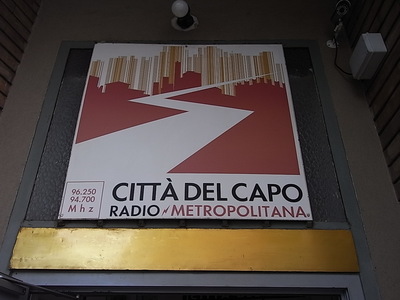 96.250
94.700
Mhz
CITTÀ DEL CAPO
RADIO METROPOLITANA